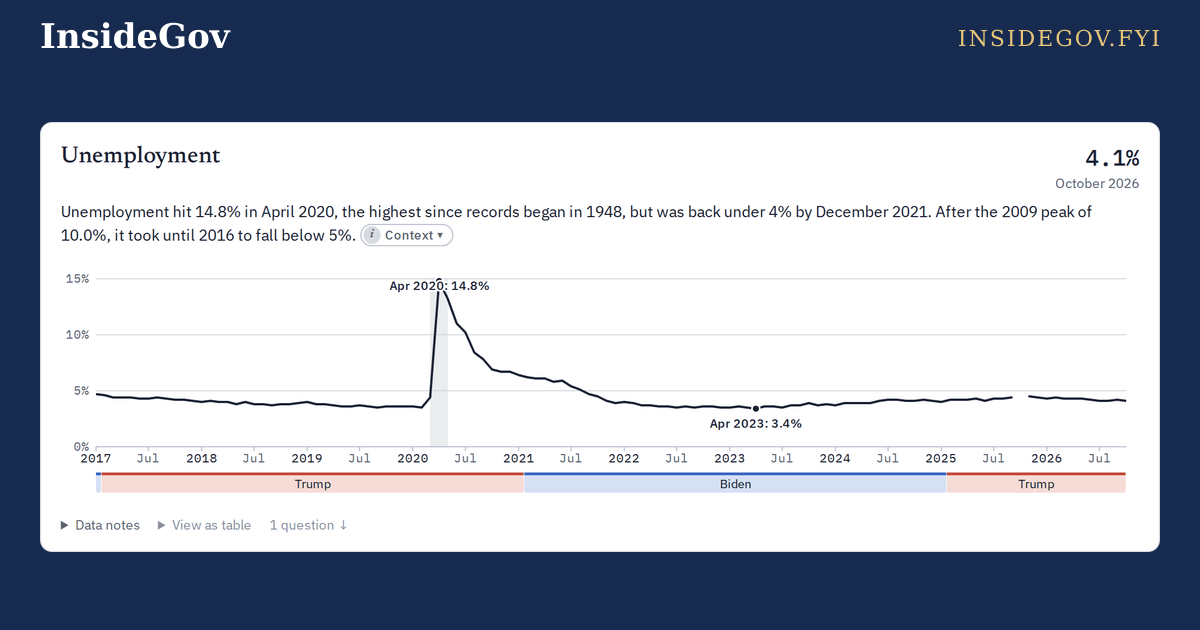 InsideGov
INSIDEGOV.FYI
Unemployment
4.1%
October 2026
Unemployment hit 14.8% in April 2020, the highest since records began in 1948, but was back under 4% by December 2021. After the 2009 peak of
10.0%, it took until 2016 to fall below 5%. i Context ▾
15%
Apr 2020: 14.8%
10%
5%
Apr 2023: 3.4%
0%
2017 Jul 2018 Jul 2019 Jul 2020 Jul 2021 Jul 2022 Jul 2023 Jul 2024 Jul 2025 Jul 2026 Jul
Trump Biden Trump
▶ Data notes ▶ View as table 1 question ↓